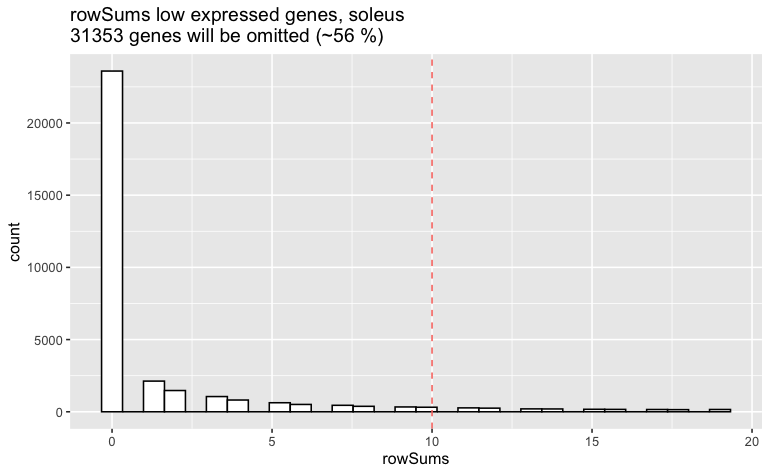 rowSums low expressed genes, soleus
31353 genes will be omitted (~56 %)
20000
15000
10000
5000
0
count
0 5 10 15 20
rowSums